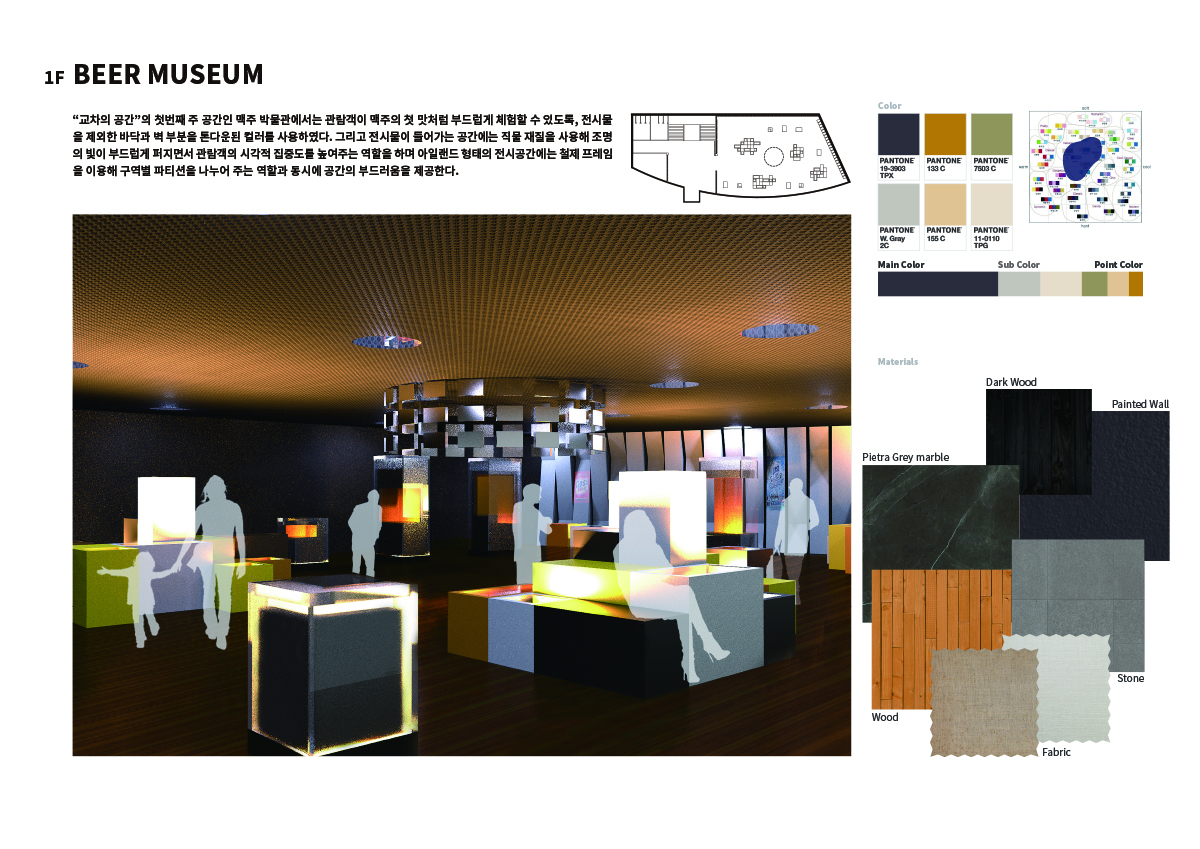 1F BEER MUSEUM
“교차의 공간”의 첫번째 주 공간인 맥주 박물관에서는 관람객이 맥주의 첫 맛처럼 부드럽게 체험할 수 있도록, 전시물
을 제외한 바닥과 벽 부분을 톤다운된 컬러를 사용하였다. 그리고 전시물이 들어가는 공간에는 직물 재질을 사용해 조명
의 빛이 부드럽게 퍼지면서 관람객의 시각적 집중도를 높여주는 역할을 하며 아일랜드 형태의 전시공간에는 철제 프레임
을 이용해 구역별 파티션을 나누어 주는 역할과 동시에 공간의 부드러움을 제공한다.
Color
PANTONE
19-3903
TPX
PANTONE
133 C
PANTONE
7503 C
PANTONE
W. Gray
2C
PANTONE
155 C
PANTONE
11-0110
TPG
soft
warm
cool
hard
Main Color
Sub Color
Point Color
Materials
Dark Wood
Painted Wall
Pietra Grey marble
Stone
Wood
Fabric